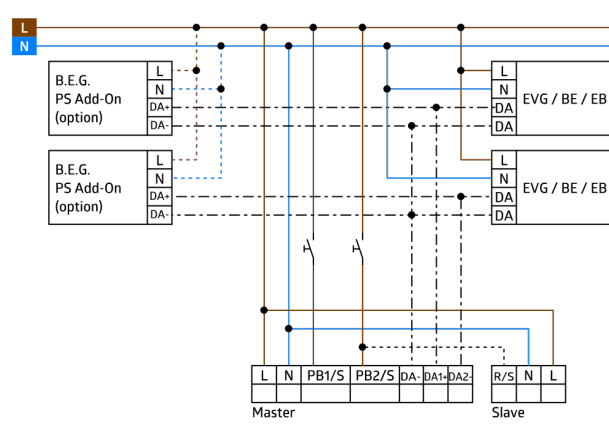 L
N
B.E.G.
PS Add-On
(option)
L
N
DA+
DA-
L
N
DA
DA
EVG / BE / EB
B.E.G.
PS Add-On
(option)
L
N
DA+
DA-
L
N
DA
DA
EVG / BE / EB
L N PB1/S PB2/S DA- DA1+ DA2-
R/S N L
Master
Slave